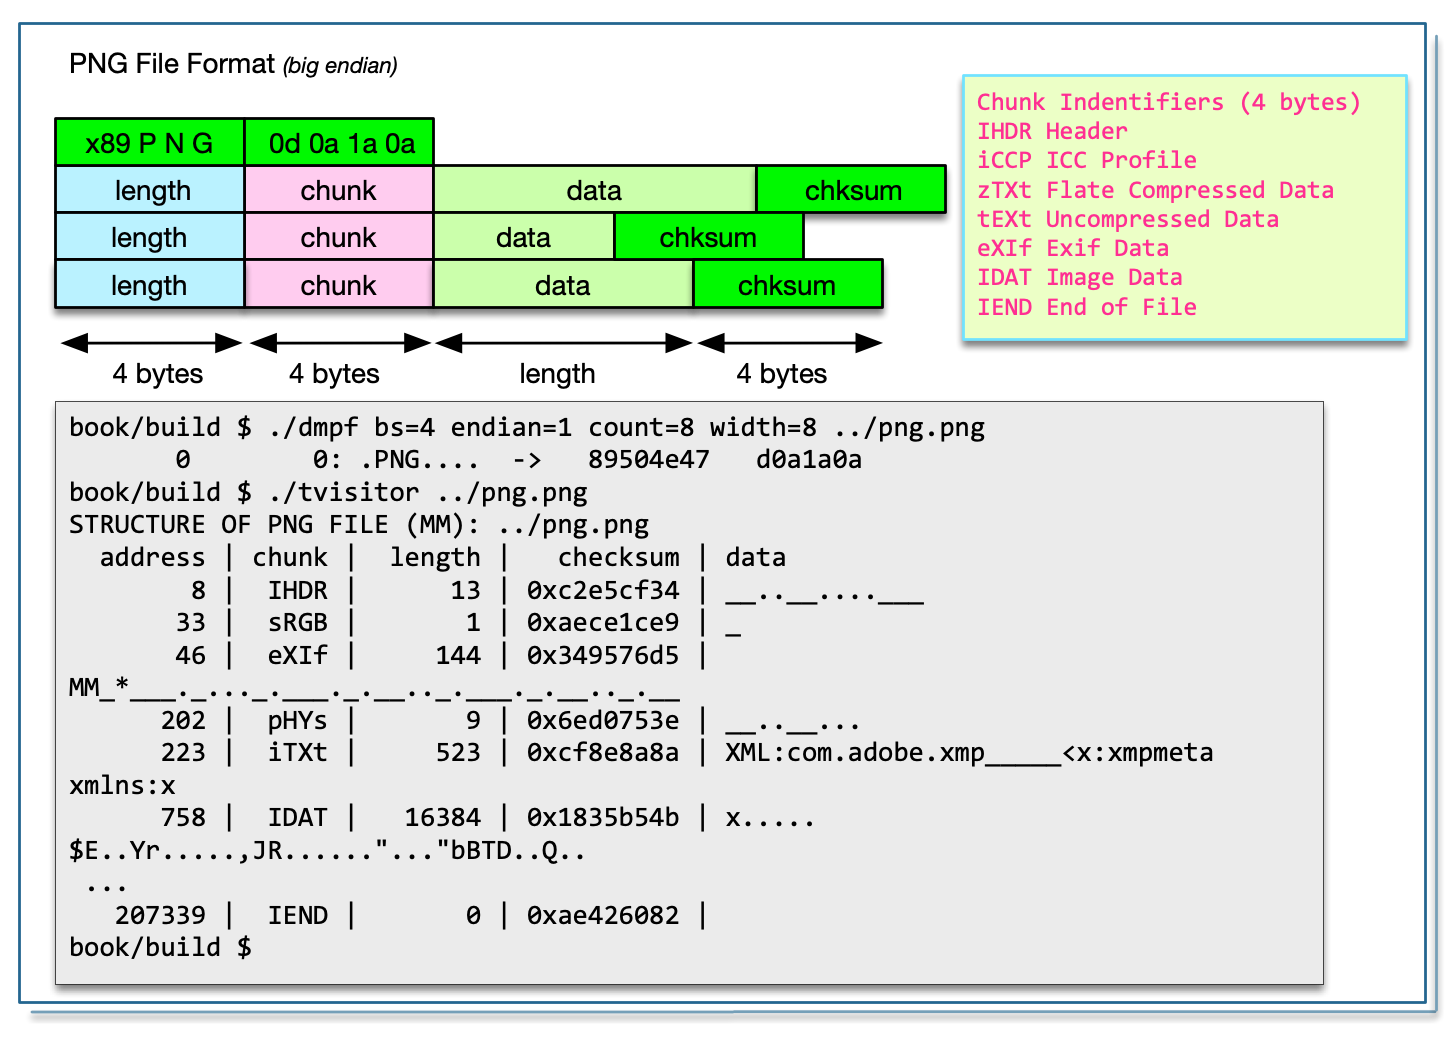 PNG File Format (big endian)
Chunk Indentifiers (4 bytes)
IHDR Header
iCCP ICC Profile
zTXt Flate Compressed Data
tEXt Uncompressed Data
eXIf Exif Data
IDAT Image Data
IEND End of File
x89 P N G 0d 0a 1a 0a
length chunk data chksum
length chunk data chksum
length chunk data chksum
4 bytes 4 bytes length 4 bytes
book/build $ ./dmpf bs=4 endian=1 count=8 width=8 ../png.png
0 0: .PNG.... -> 89504e47 d0a1a0a
book/build $ ./tvisitor ../png.png
STRUCTURE OF PNG FILE (MM): ../png.png
address | chunk | length | checksum | data
8 | IHDR | 13 | 0xc2e5cf34 | __..__....___
33 | sRGB | 1 | 0xaece1ce9 | _
46 | eXIf | 144 | 0x349576d5 |
MM_*___._..._.___._.__.._.___._.__.._.__
202 | pHYs | 9 | 0x6ed0753e | __..__...
223 | iTXt | 523 | 0xcf8e8a8a | XML:com.adobe.xmp_____<x:xmpmeta
xmlns:x
758 | IDAT | 16384 | 0x1835b54b | x.....
$E..Yr.....,JR......"..."bBTD..Q..
...
207339 | IEND | 0 | 0xae426082 |
book/build $